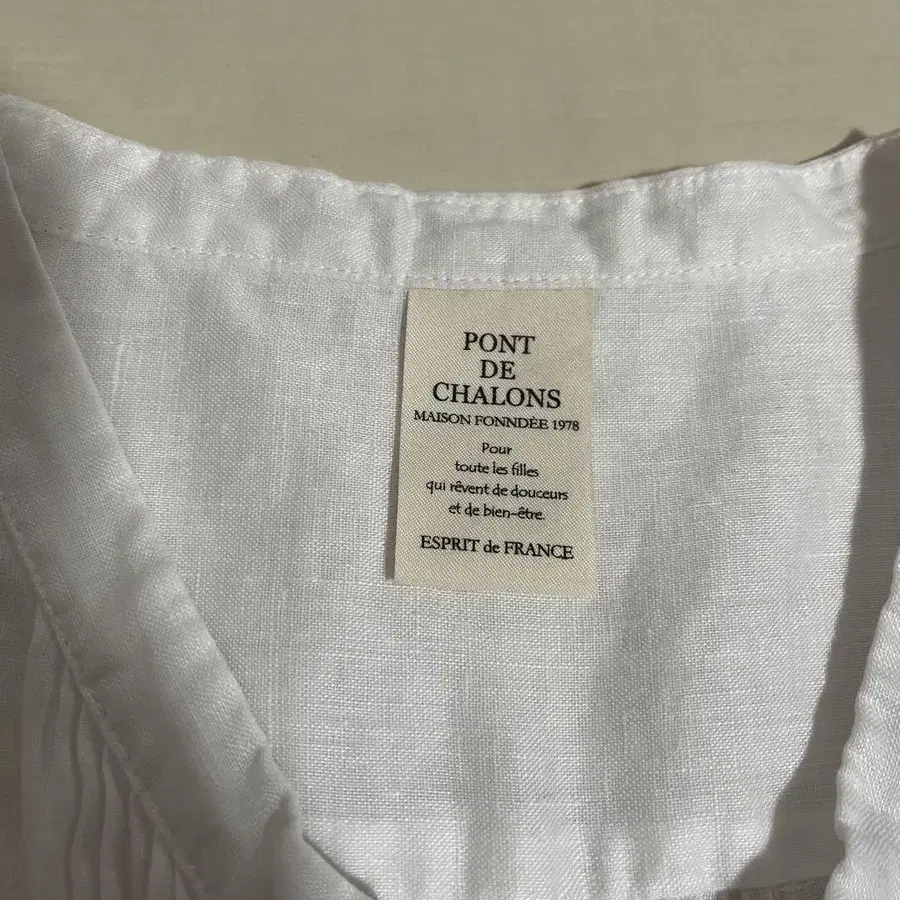 PONT
DE
CHALONS
MAISON FONNDÉE 1978
Pour
toute les filles
qui rêvent de douceurs
et de bien-être.
ESPRIT de FRANCE